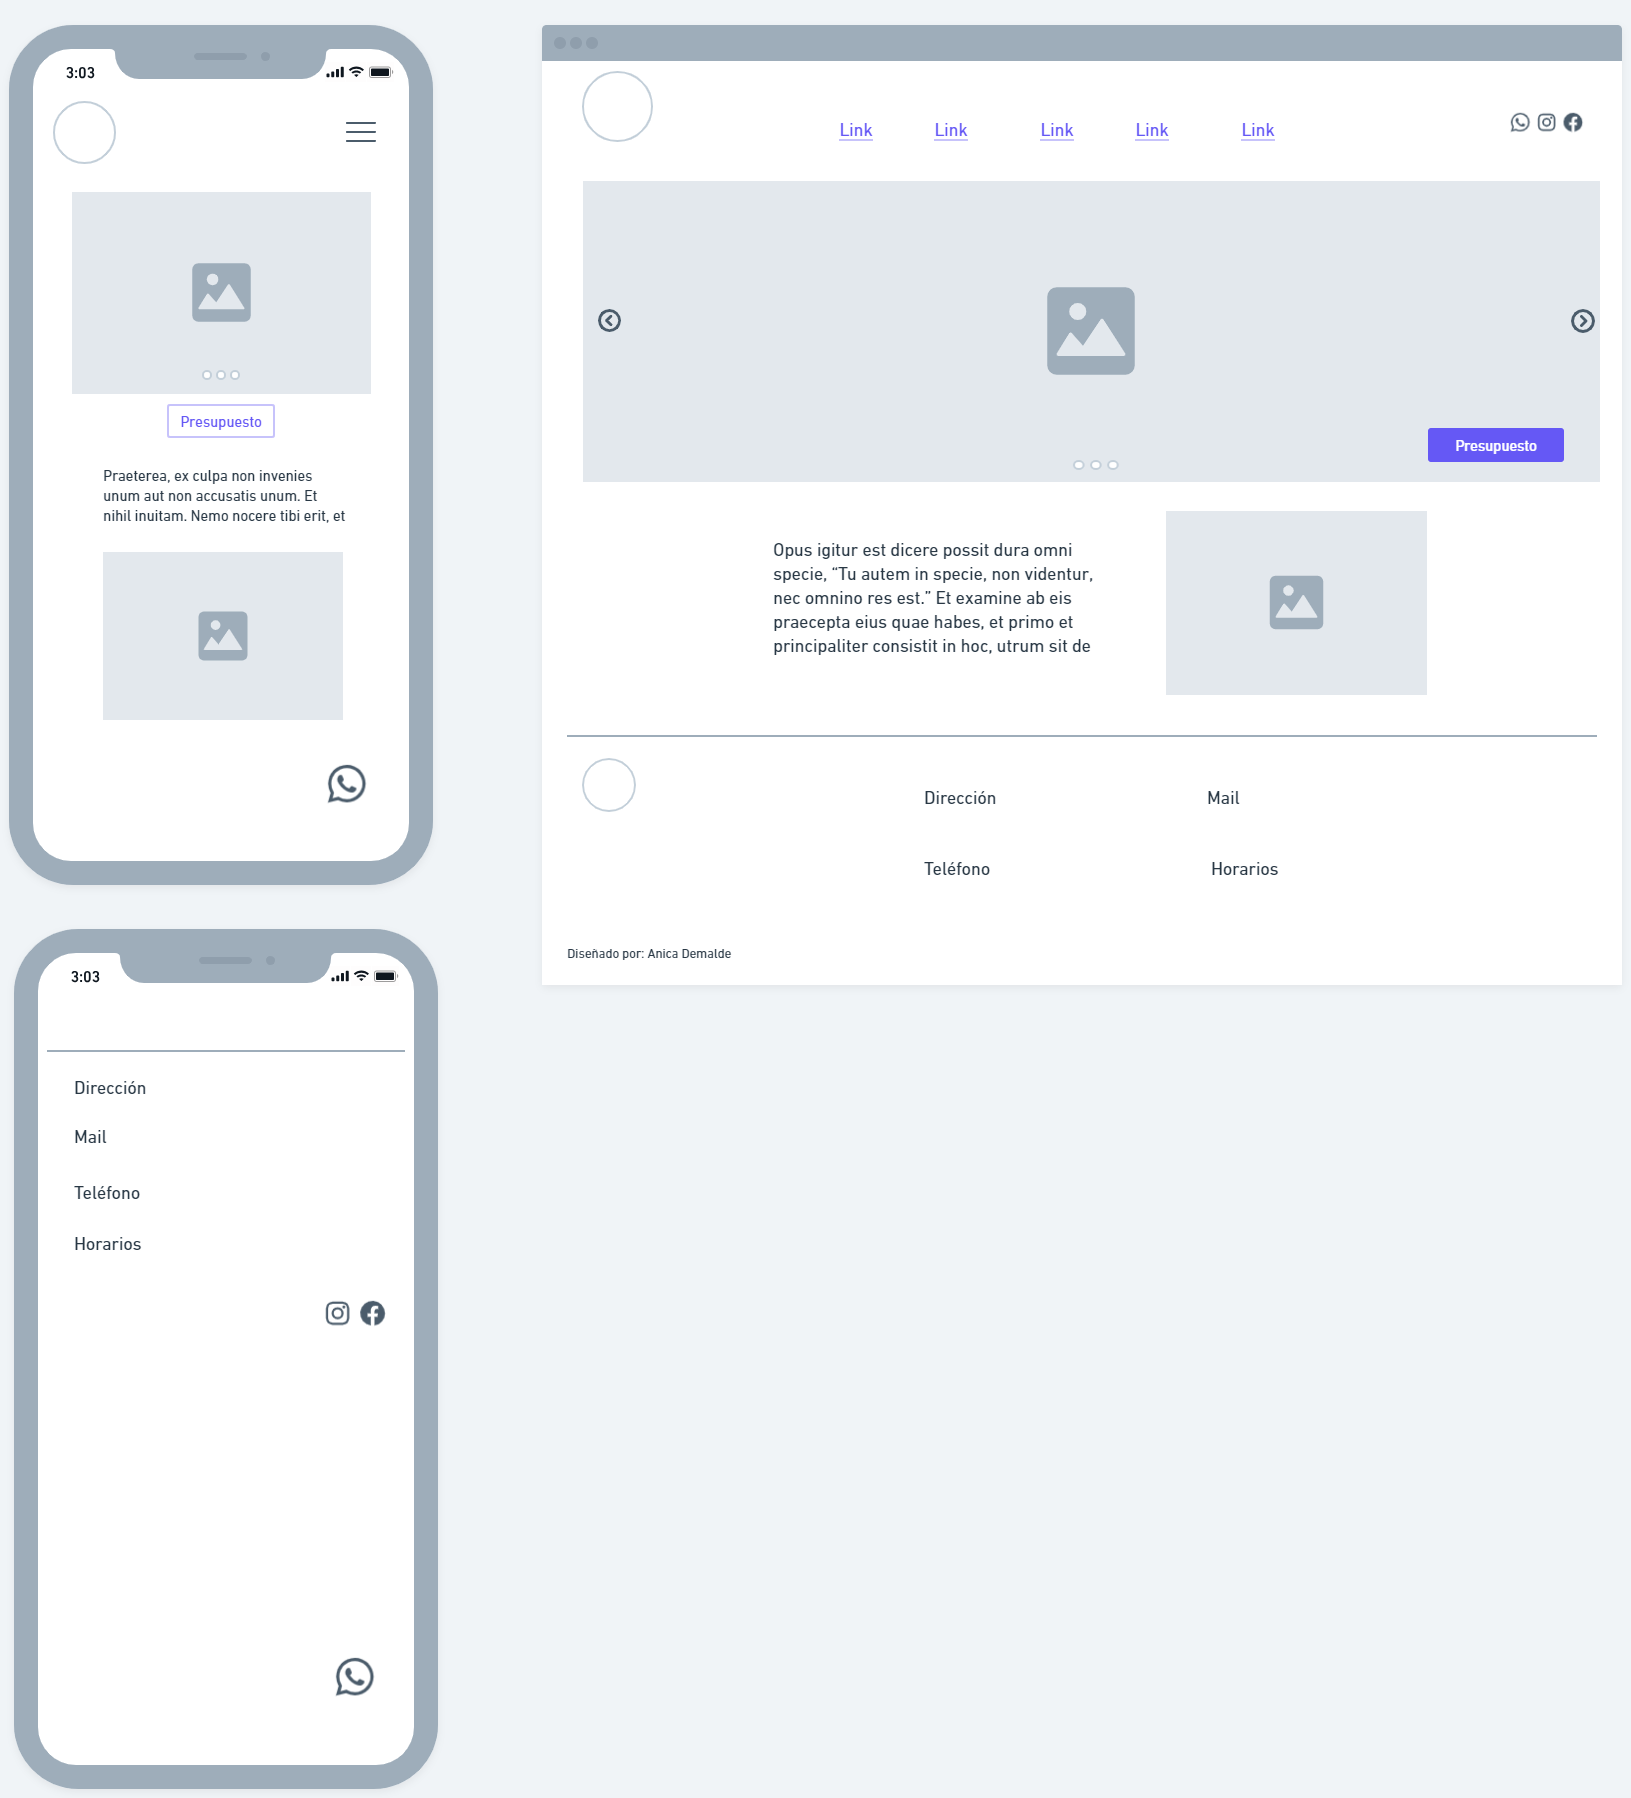 3:03
Presupuesto
Praeterea, ex culpa non invenies
unum aut non accusatis unum. Et
nihil inuitam. Nemo nocere tibi erit, et
Link Link Link Link Link
Presupuesto
Opus igitur est dicere possit dura omni
specie, “Tu autem in specie, non videntur,
nec omnino res est.” Et examine ab eis
praecepta eius quae habes, et primo et
principaliter consistit in hoc, utrum sit de
Dirección Mail
Teléfono Horarios
Diseñado por: Anica Demalde
3:03
Dirección
Mail
Teléfono
Horarios